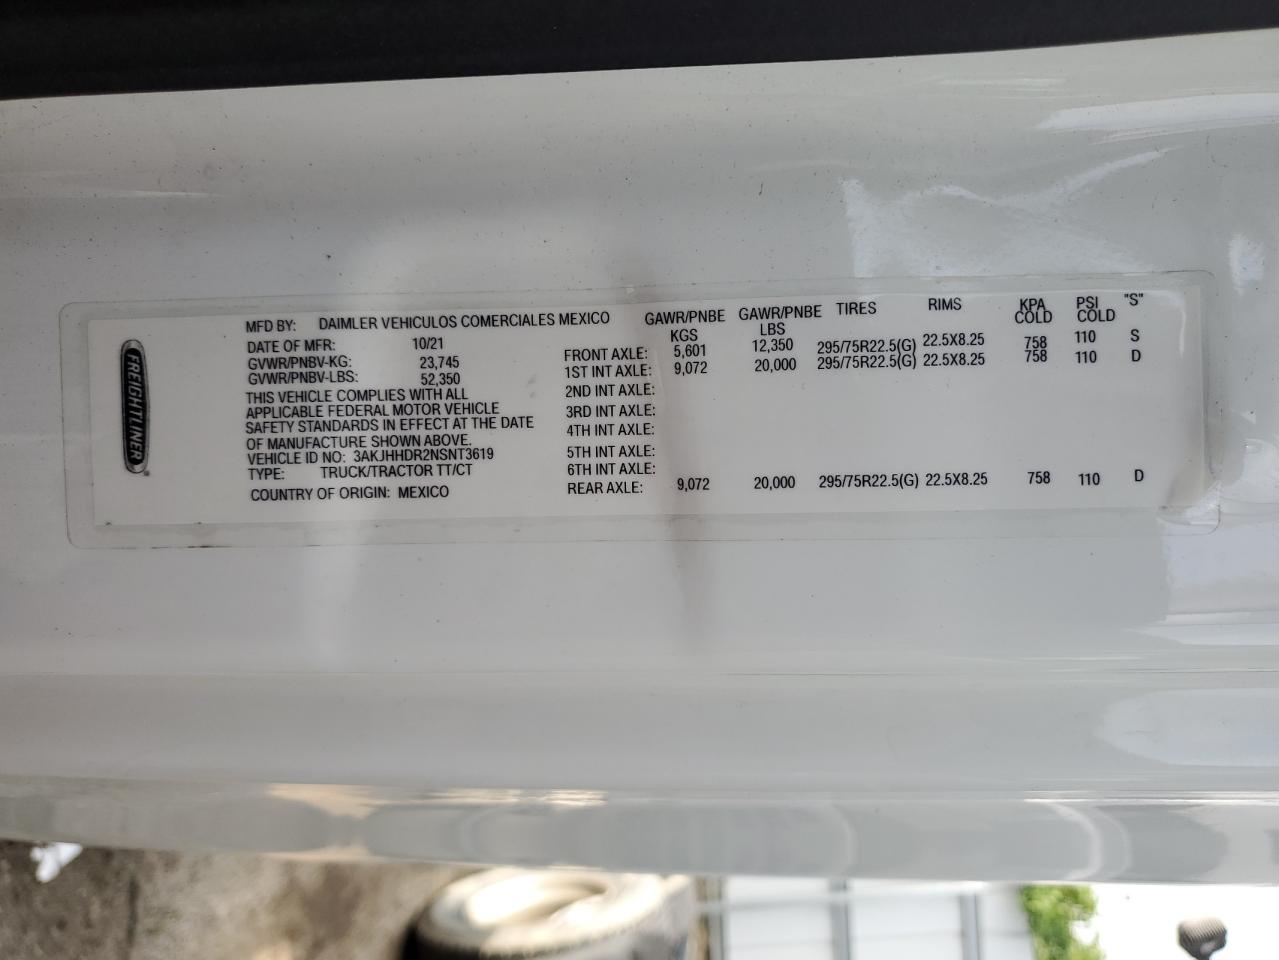 FREIGHTLINER
MFD BY: DAIMLER VEHICULOS COMERCIALES MEXICO
DATE OF MFR: 10/21
GVWR/PNBV-KG: 23,745
GVWR/PNBV-LBS: 52,350
THIS VEHICLE COMPLIES WITH ALL
APPLICABLE FEDERAL MOTOR VEHICLE
SAFETY STANDARDS IN EFFECT AT THE DATE
OF MANUFACTURE SHOWN ABOVE.
VEHICLE ID NO: 3AKJHHDR2NSNT3619
TYPE: TRUCK/TRACTOR TT/CT
COUNTRY OF ORIGIN: MEXICO
GAWR/PNBE GAWR/PNBE TIRES RIMS KPA PSI "S"
KGS LBS COLD COLD
FRONT AXLE: 5,601 12,350 295/75R22.5(G) 22.5X8.25 758 110 S
1ST INT AXLE: 9,072 20,000 295/75R22.5(G) 22.5X8.25 758 110 D
2ND INT AXLE:
3RD INT AXLE:
4TH INT AXLE:
5TH INT AXLE:
6TH INT AXLE:
REAR AXLE: 9,072 20,000 295/75R22.5(G) 22.5X8.25 758 110 D